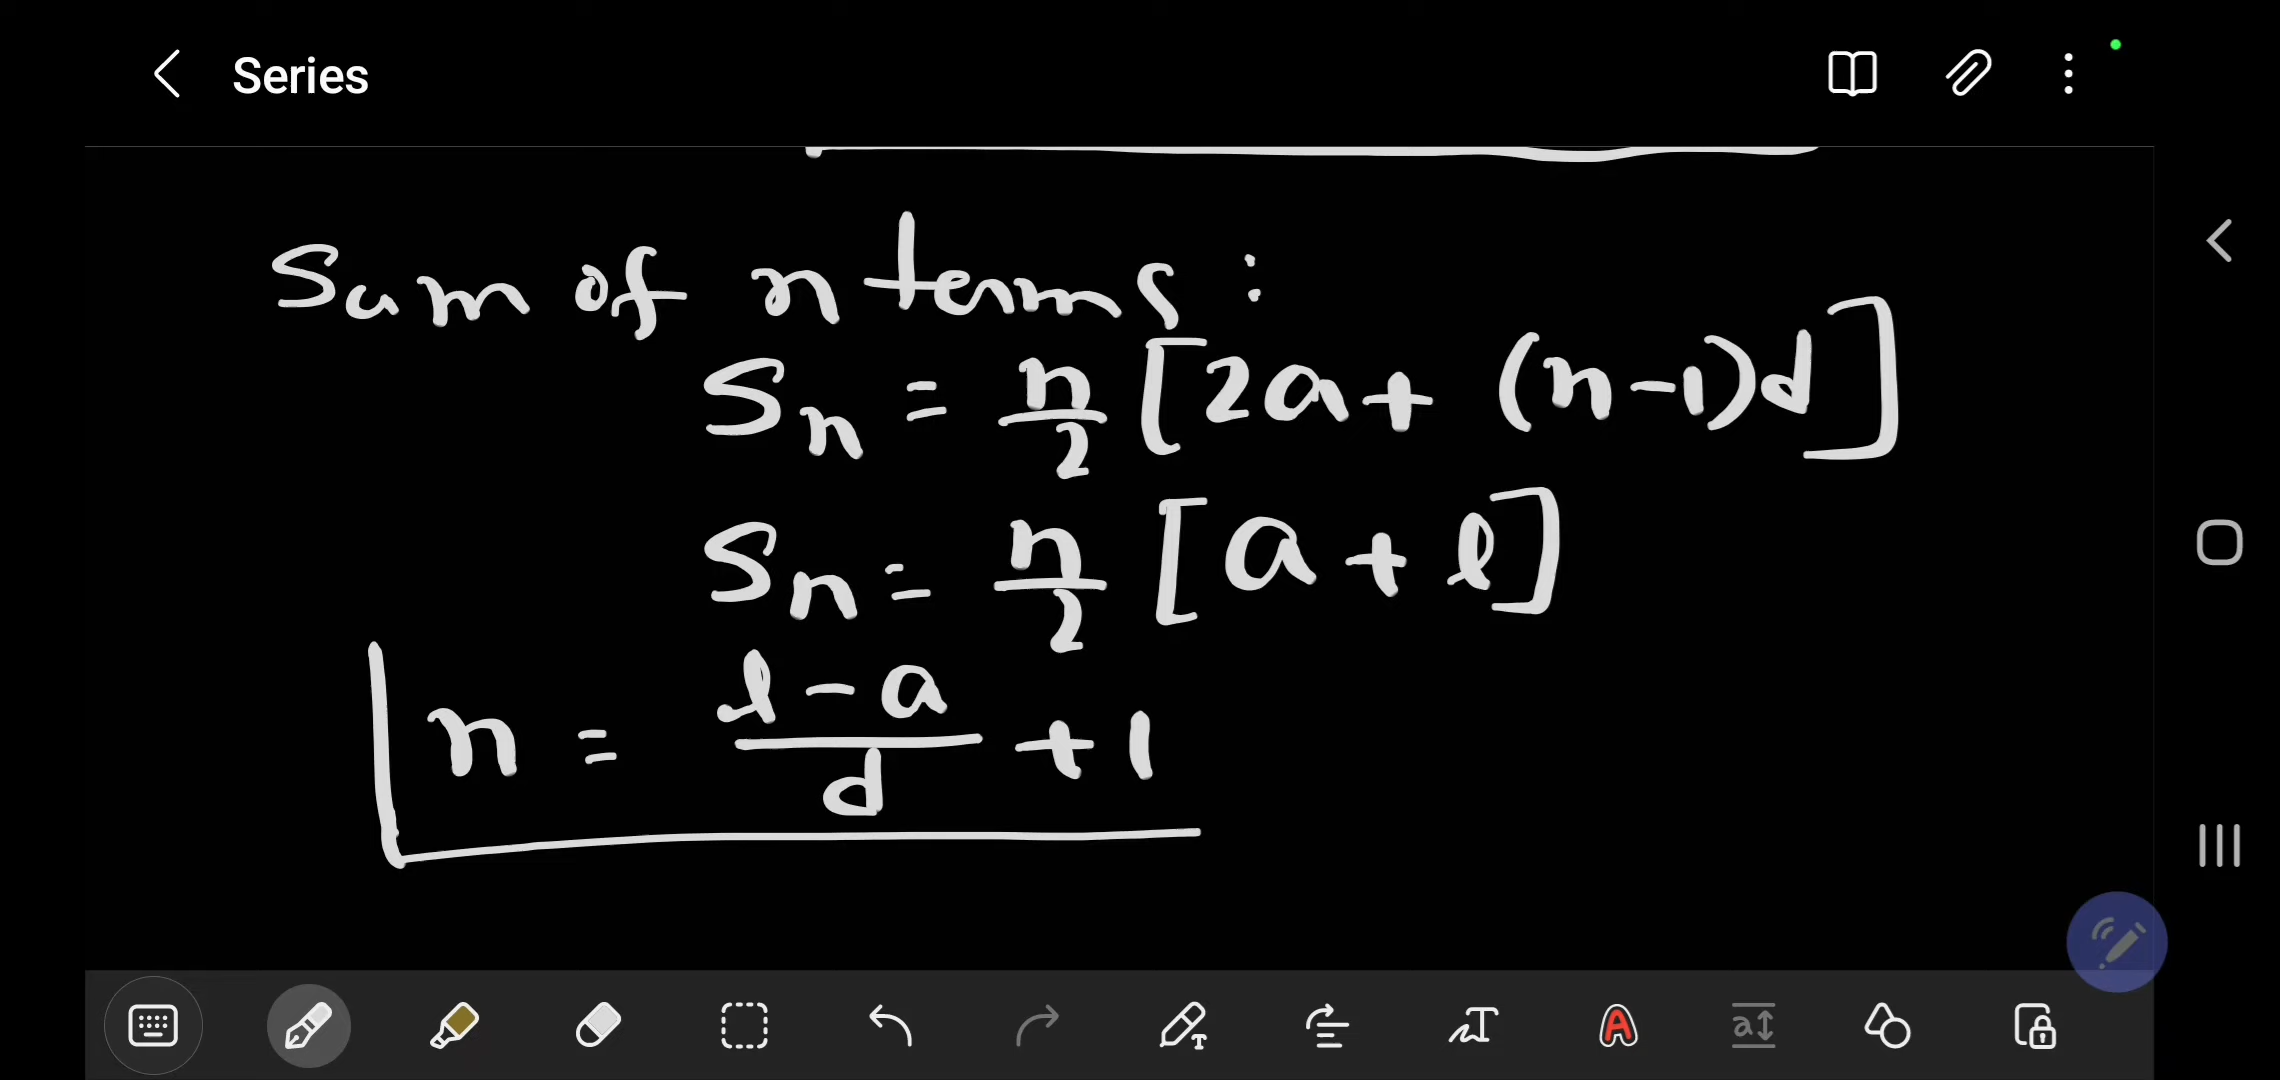 Series
Sum of n terms:
Sn = n/2 [2a + (n-1)d]
Sn = n/2 [a + l]
n = l-a/d + 1